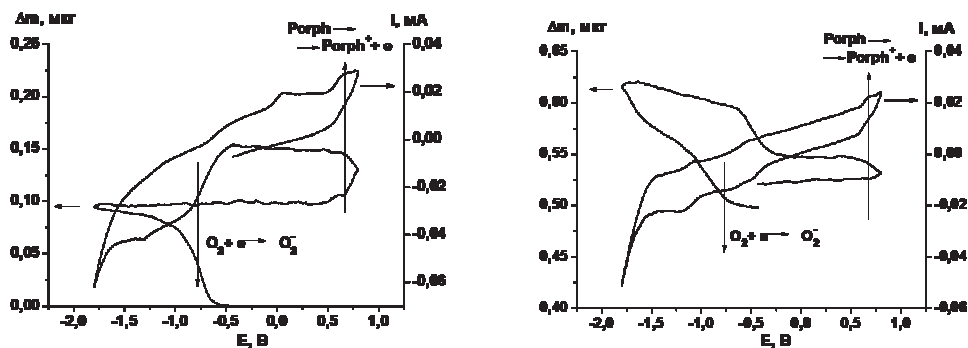 Δm, мкг
I, мА
Porph →
→ Porph⁺ + e
0,25
0,20
0,15
0,10
0,05
0,00
0,04
0,02
0,00
-0,02
-0,04
-0,06
O₂ + e → O₂⁻
-2,0 -1,5 -1,0 -0,5 0,0 0,5 1,0
E, В
Δm, мкг
I, мА
Porph →
→ Porph⁺ + e
0,65
0,60
0,55
0,50
0,45
0,40
0,04
0,02
0,00
-0,02
-0,04
-0,06
O₂ + e → O₂⁻
-2,0 -1,5 -1,0 -0,5 0,0 0,5 1,0
E, В